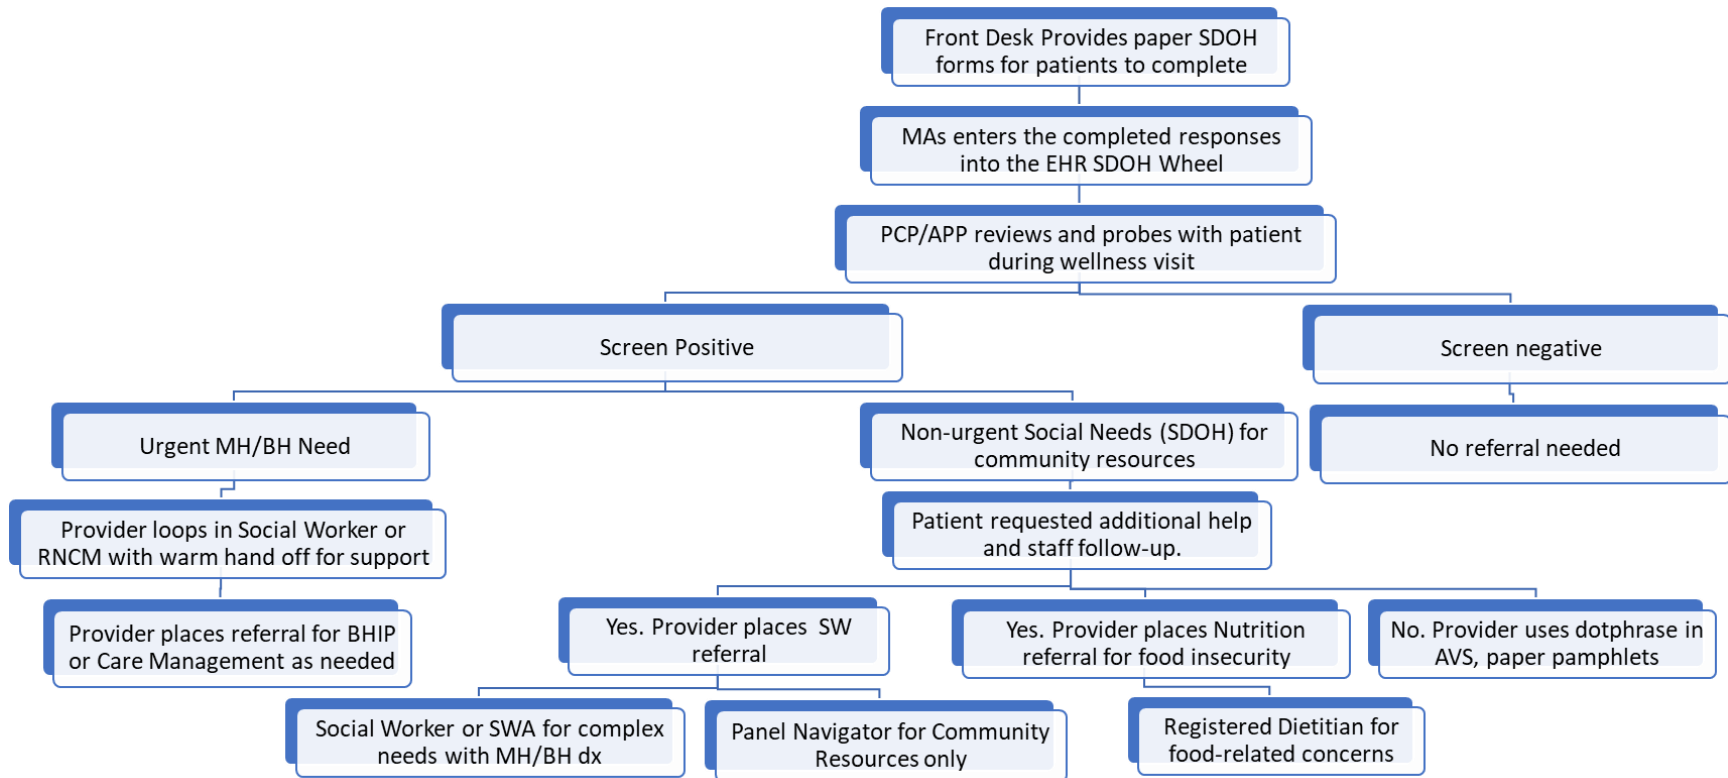 Front Desk Provides paper SDOH
forms for patients to complete
MAs enters the completed responses
into the EHR SDOH Wheel
PCP/APP reviews and probes with patient
during wellness visit
Screen Positive
Screen negative
Urgent MH/BH Need
Non-urgent Social Needs (SDOH) for
community resources
No referral needed
Provider loops in Social Worker or
RNCM with warm hand off for support
Patient requested additional help
and staff follow-up.
Provider places referral for BHIP
or Care Management as needed
Yes. Provider places SW
referral
Yes. Provider places Nutrition
referral for food insecurity
No. Provider uses dotphrase in
AVS, paper pamphlets
Social Worker or SWA for complex
needs with MH/BH dx
Panel Navigator for Community
Resources only
Registered Dietitian for
food-related concerns